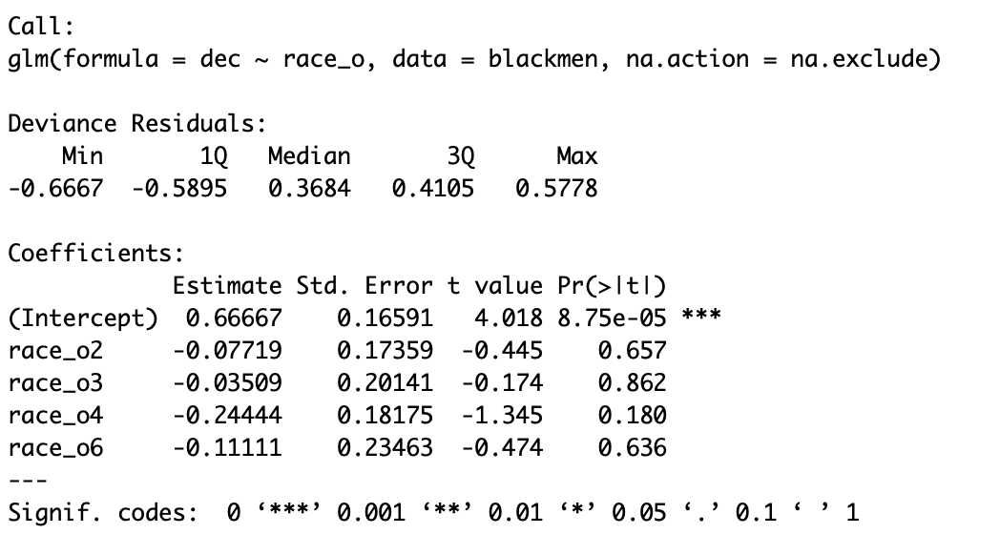 Call:
glm(formula = dec ~ race_o, data = blackmen, na.action = na.exclude)
Deviance Residuals:
Min 1Q Median 3Q Max
-0.6667 -0.5895 0.3684 0.4105 0.5778
Coefficients:
Estimate Std. Error t value Pr(>|t|)
(Intercept) 0.66667 0.16591 4.018 8.75e-05 ***
race_o2 -0.07719 0.17359 -0.445 0.657
race_o3 -0.03509 0.20141 -0.174 0.862
race_o4 -0.24444 0.18175 -1.345 0.180
race_o6 -0.11111 0.23463 -0.474 0.636
---
Signif. codes: 0 ‘***’ 0.001 ‘**’ 0.01 ‘*’ 0.05 ‘.’ 0.1 ‘ ’ 1